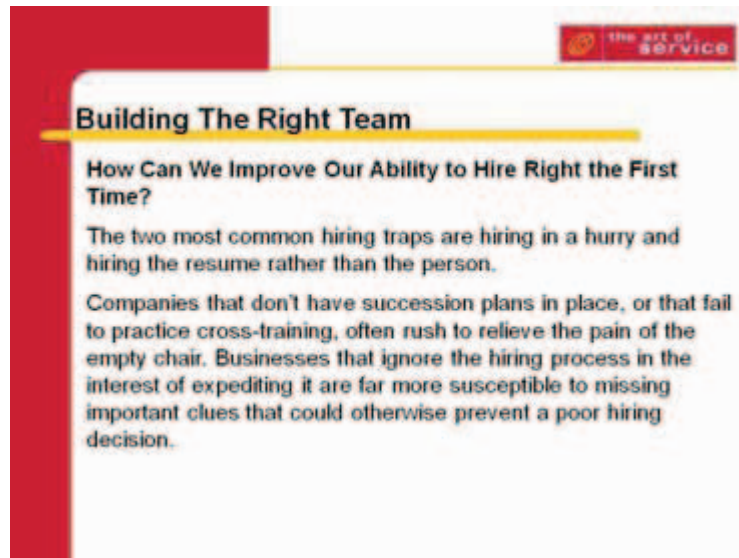 the art of
service
Building The Right Team
How Can We Improve Our Ability to Hire Right the First
Time?
The two most common hiring traps are hiring in a hurry and
hiring the resume rather than the person.
Companies that don't have succession plans in place, or that fail
to practice cross-training, often rush to relieve the pain of the
empty chair. Businesses that ignore the hiring process in the
interest of expediting it are far more susceptible to missing
important clues that could otherwise prevent a poor hiring
decision.